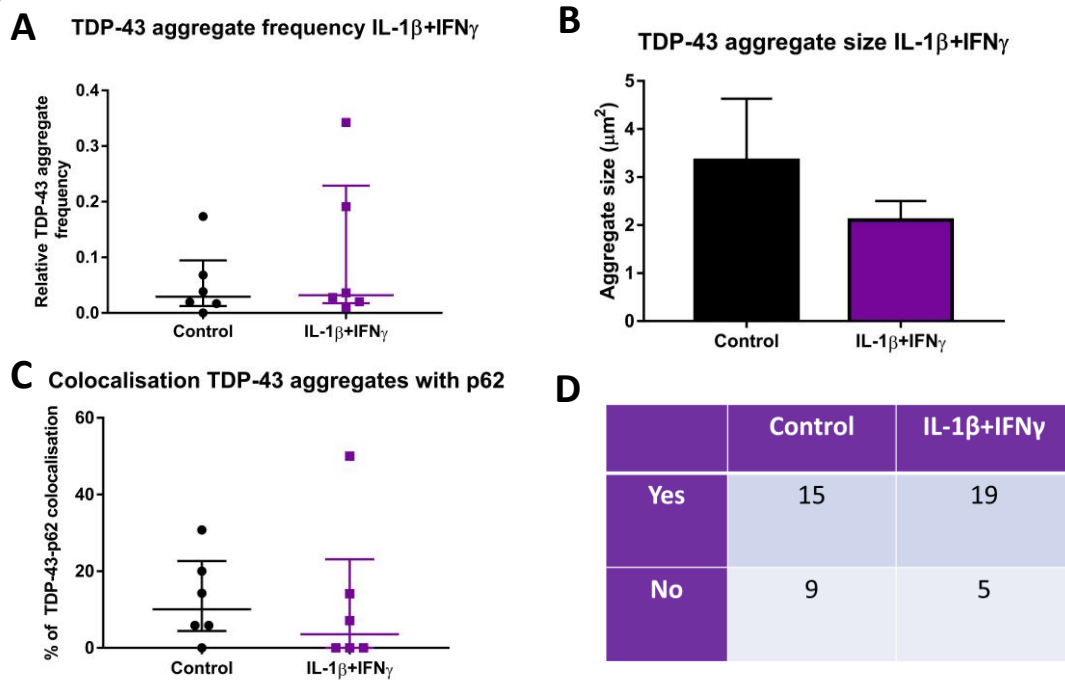 A
TDP-43 aggregate frequency IL-1β+IFNγ
Relative TDP-43 aggregate
frequency
0.4
0.3
0.2
0.1
0.0
Control
IL-1β+IFNγ
B
TDP-43 aggregate size IL-1β+IFNγ
Aggregate size (μm²)
5
4
3
2
1
0
Control
IL-1β+IFNγ
C
Colocalisation TDP-43 aggregates with p62
% of TDP-43-p62 colocalisation
60
40
20
0
Control
IL-1β+IFNγ
D
Control IL-1β+IFNγ
Yes 15 19
No 9 5